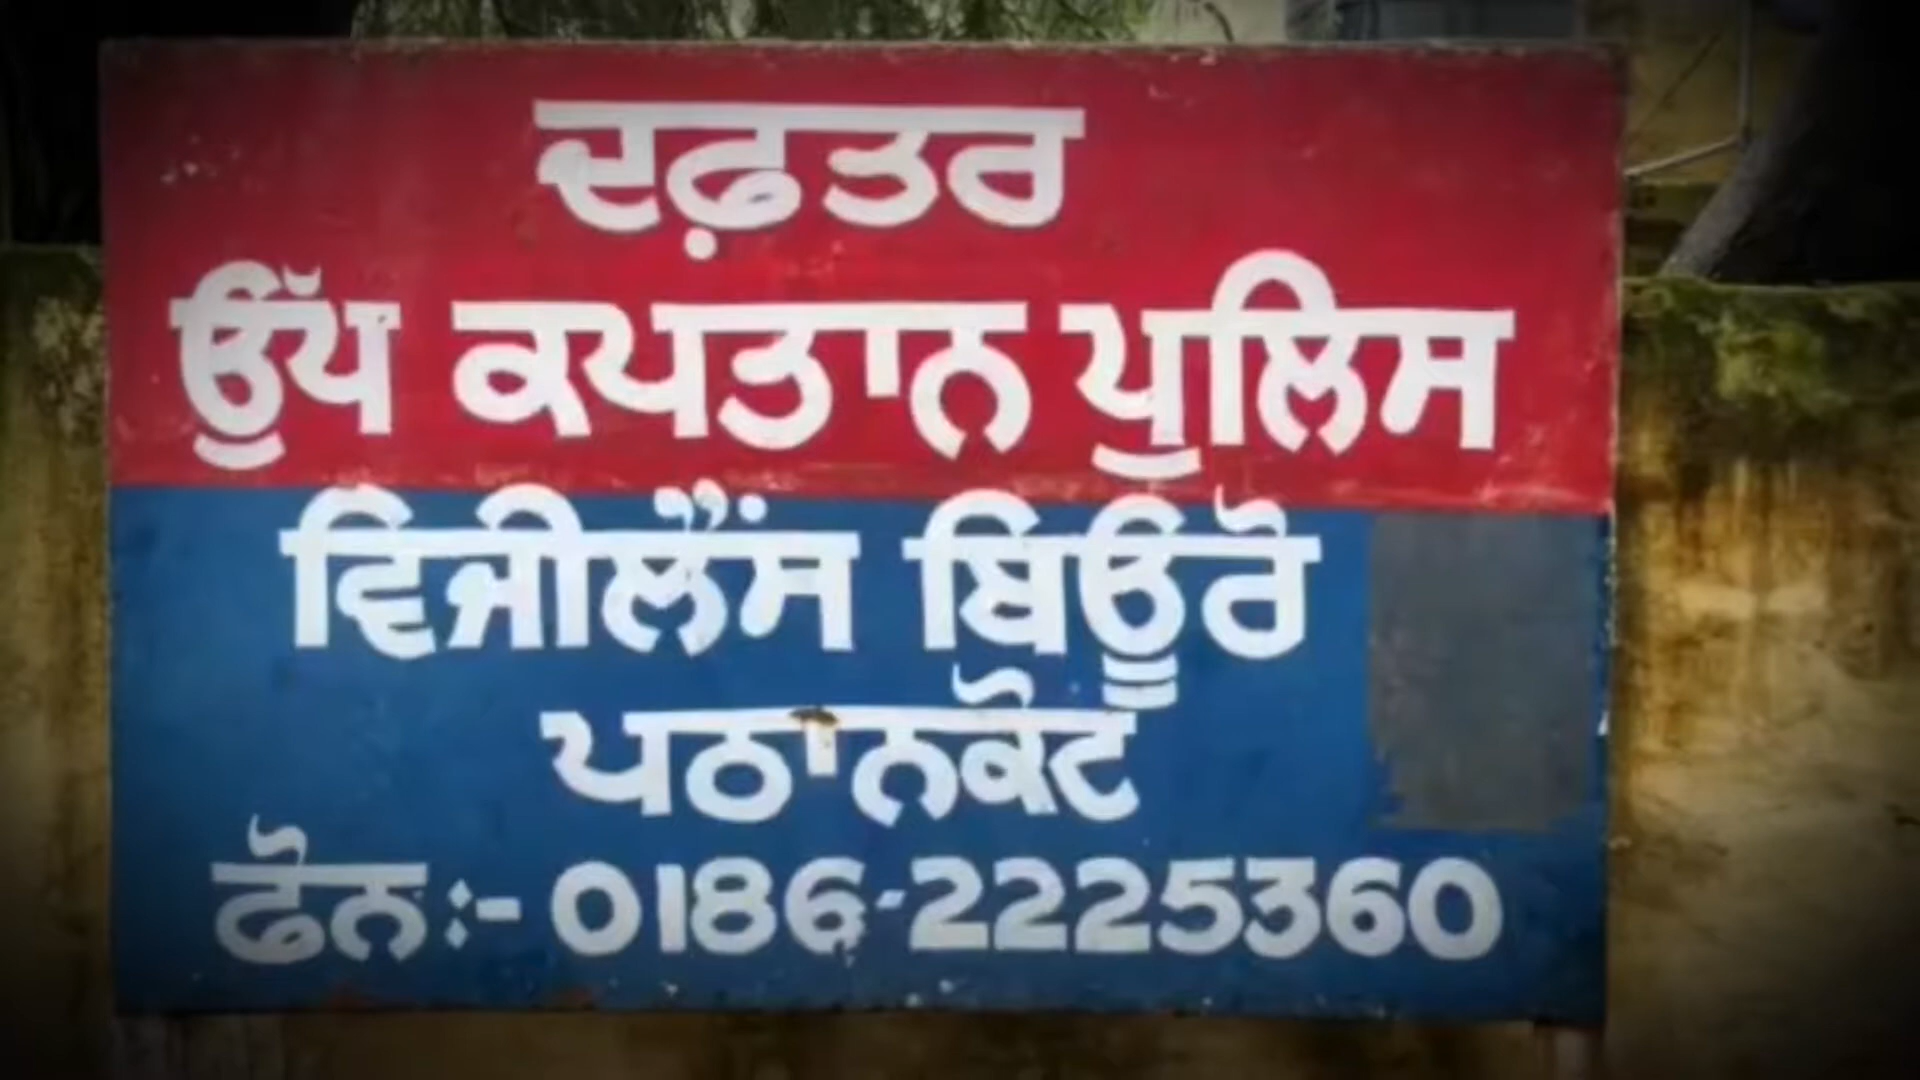 ਦਫ਼ਤਰ
ਉੱਪ ਕਪਤਾਨ ਪੁਲਿਸ
ਵਿਜੀਲੈਂਸ ਬਿਊਰੋ
ਪਠਾਨਕੋਟ
ਫੋਨ:- 0186-2225360